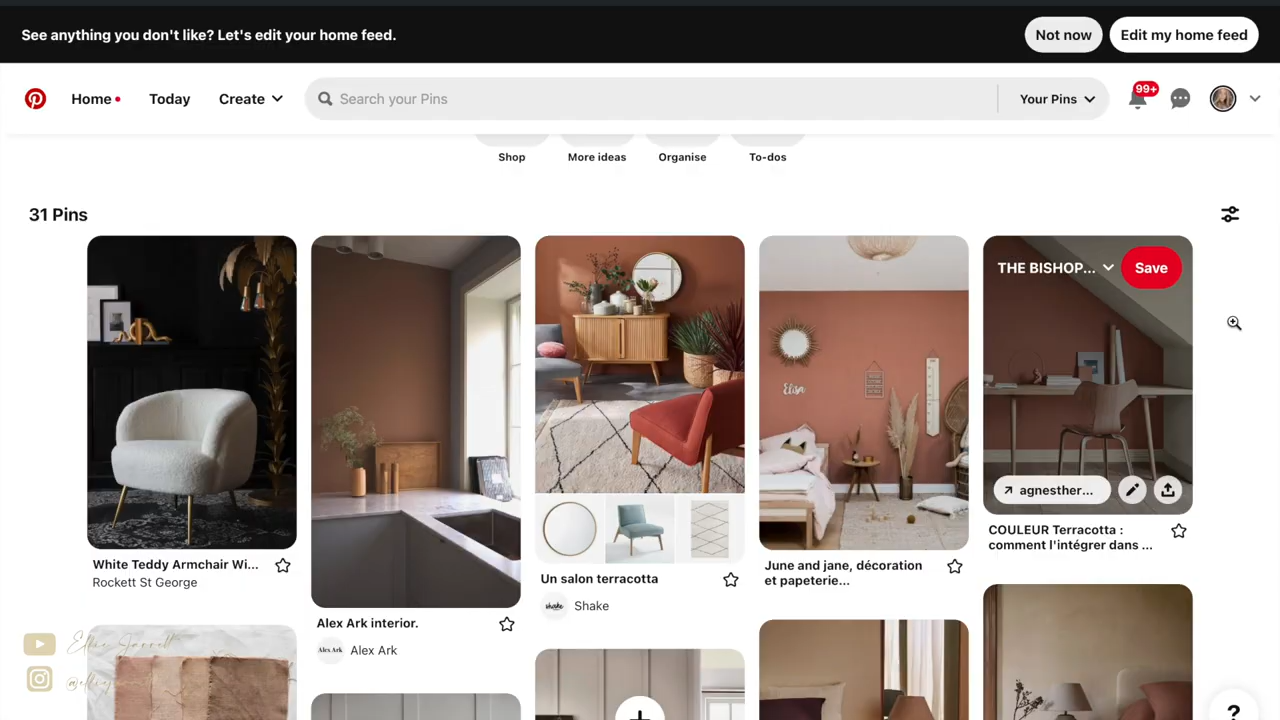 See anything you don't like? Let's edit your home feed.
Not now
Edit my home feed
Home
Today
Create
Search your Pins
Your Pins
99+
Shop
More ideas
Organise
To-dos
31 Pins
THE BISHOP...
Save
Elisa
agnesther...
White Teddy Armchair Wi...
Rockett St George
Alex Ark interior.
Alex Ark
Alex Ark
Un salon terracotta
shake
Shake
June and jane, décoration
et papeterie...
COULEUR Terracotta :
comment l'intégrer dans ...
?